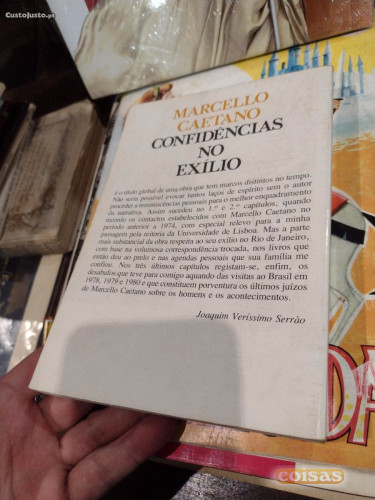 CustoJusto.pt
MARCELLO
CAETANO
CONFIDÊNCIAS
NO
EXÍLIO
é o título global de uma obra que tem marcos distintos no tempo.
Não seria possível evocar tantos laços de espírito sem o autor
proceder a reminiscências pessoais para o melhor enquadramento
da narrativa. Assim sucedeu no 1.º e 2.º capítulos, quando
recordo os contactos estabelecidos com Marcello Caetano no
período anterior a 1974, com especial relevo para a minha
passagem pela reitoria da Universidade de Lisboa. Mas a parte
mais substancial da obra respeita ao seu exílio no Rio de Janeiro,
com base na volumosa correspondência trocada, nos livros que
então deu ao prelo e nas agendas pessoais que sua família me
confiou. Nos três últimos capítulos registam-se, enfim, os
desabafos que teve para comigo aquando das visitas ao Brasil em
1978, 1979 e 1980 e que constituem porventura os últimos juízos
de Marcello Caetano sobre os homens e os acontecimentos.
Joaquim Veríssimo Serrão
DA
coisas